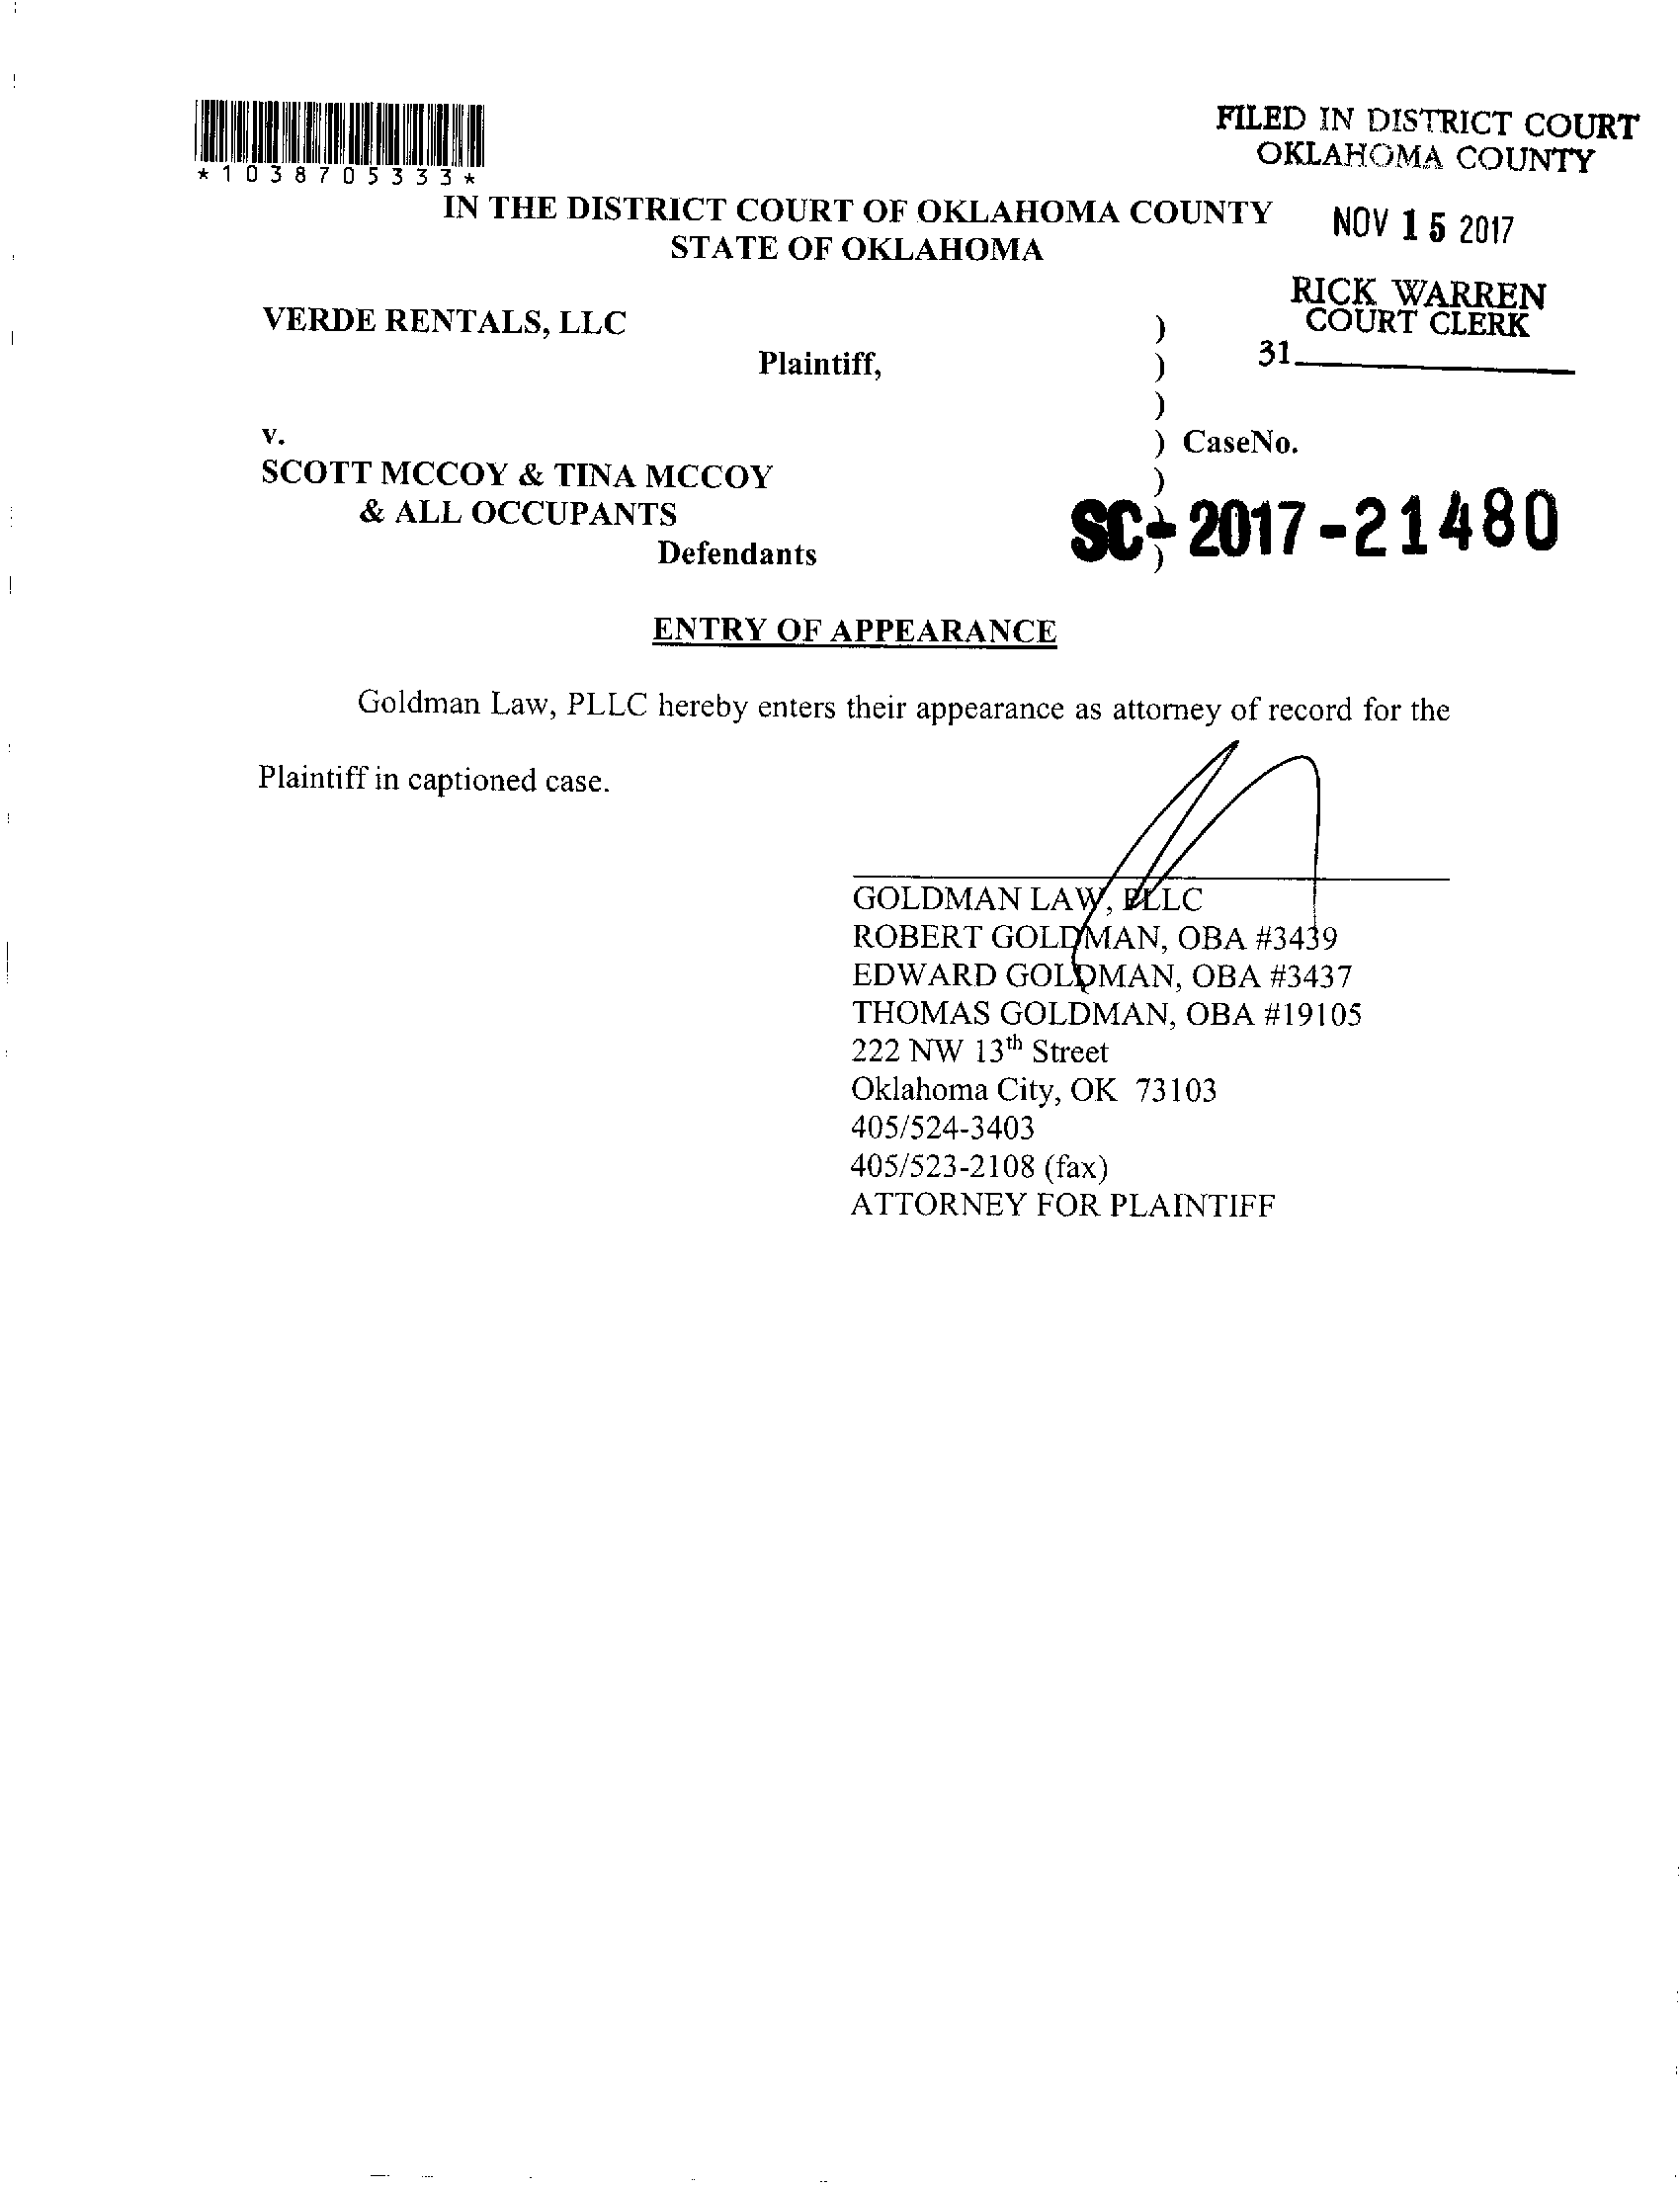 *1038705333*
FILED IN DISTRICT COURT
OKLAHOMA COUNTY
IN THE DISTRICT COURT OF OKLAHOMA COUNTY
STATE OF OKLAHOMA
NOV 15 2017
RICK WARREN
COURT CLERK
31
VERDE RENTALS, LLC )
Plaintiff, )
)
v. ) CaseNo.
SCOTT MCCOY & TINA MCCOY )
& ALL OCCUPANTS ) SC-2017-21480
Defendants )
ENTRY OF APPEARANCE
Goldman Law, PLLC hereby enters their appearance as attorney of record for the
Plaintiff in captioned case.
GOLDMAN LAW, PLLC
ROBERT GOLDMAN, OBA #3439
EDWARD GOLDMAN, OBA #3437
THOMAS GOLDMAN, OBA #19105
222 NW 13th Street
Oklahoma City, OK 73103
405/524-3403
405/523-2108 (fax)
ATTORNEY FOR PLAINTIFF